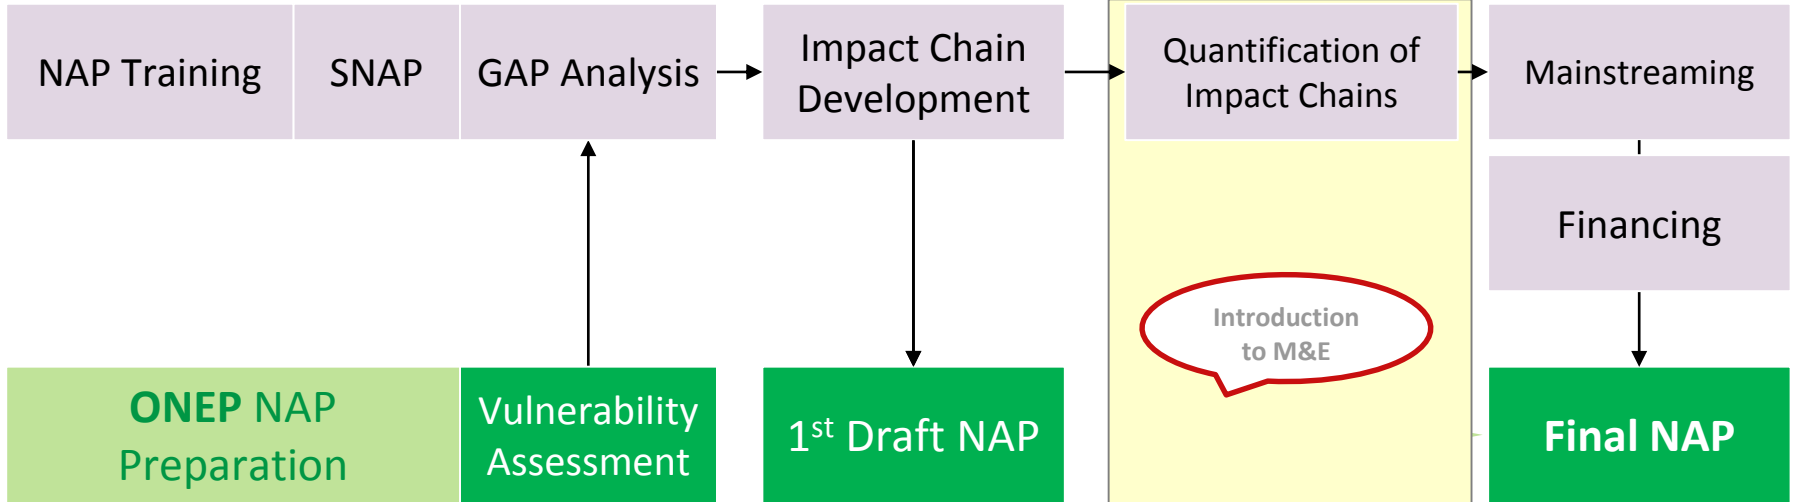 NAP Training
SNAP
GAP Analysis
Impact Chain
Development
Quantification of
Impact Chains
Mainstreaming
Financing
Introduction
to M&E
ONEP NAP
Preparation
Vulnerability
Assessment
1st Draft NAP
Final NAP